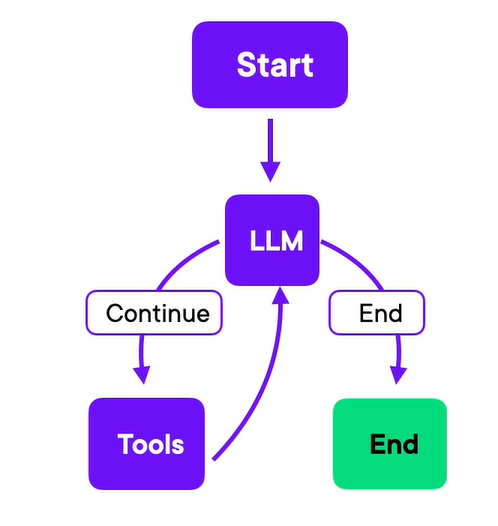 Start
LLM
Continue
End
Tools
End